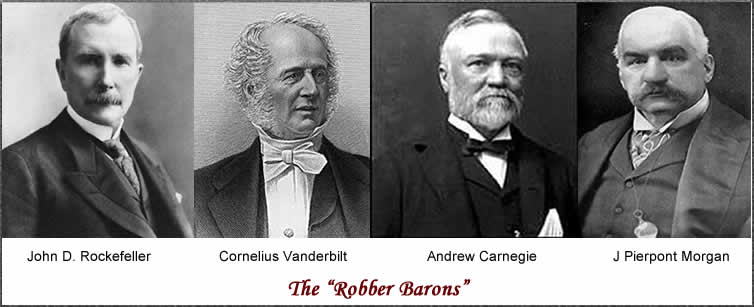 John D. Rockefeller Cornelius Vanderbilt Andrew Carnegie J Pierpont Morgan
The “Robber Barons”